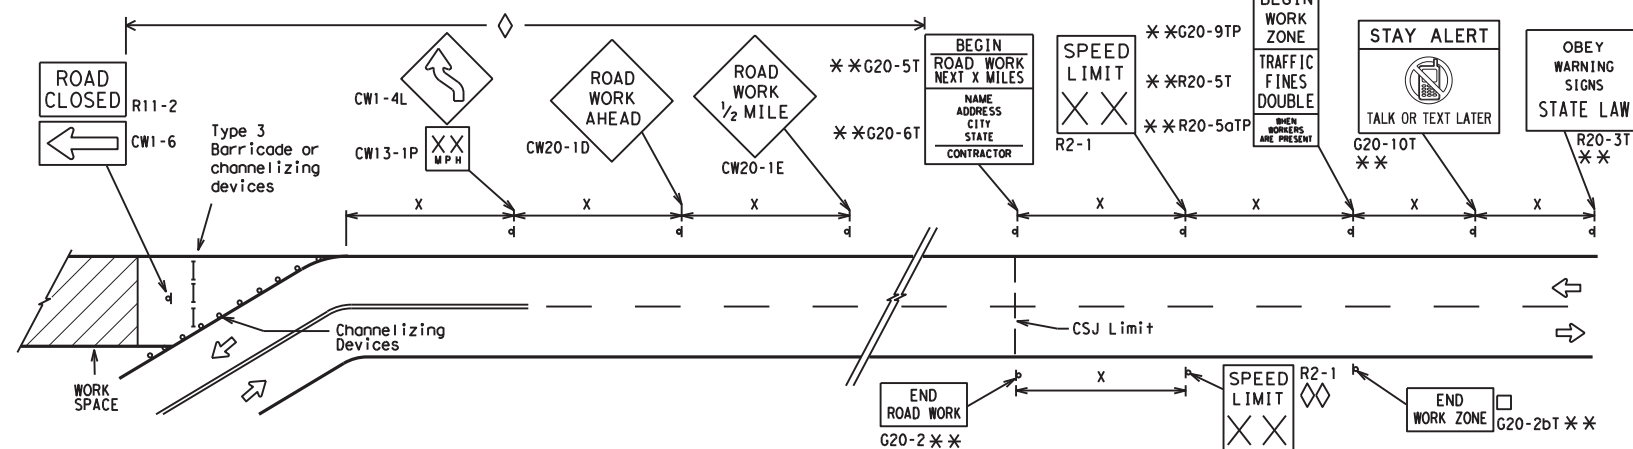 ROAD
CLOSED
R11-2
CW1-6
Type 3
Barricade or
channelizing
devices
CW1-4L
XX
MPH
CW13-1P
ROAD
WORK
AHEAD
CW20-1D
ROAD
WORK
1/2 MILE
CW20-1E
**G20-5T
**G20-6T
BEGIN
ROAD WORK
NEXT X MILES
NAME
ADDRESS
CITY
STATE
CONTRACTOR
SPEED
LIMIT
XX
R2-1
**G20-9TP
**R20-5T
**R20-5aTP
BEGIN
WORK
ZONE
TRAFFIC
FINES
DOUBLE
WHEN
WORKERS
ARE PRESENT
STAY ALERT
TALK OR TEXT LATER
G20-10T
**
OBEY
WARNING
SIGNS
STATE LAW
R20-3T
**
X
X
X
X
X
X
X
WORK
SPACE
Channelizing
Devices
CSJ Limit
X
END
ROAD WORK
G20-2 **
SPEED
LIMIT
XX
R2-1
END
WORK ZONE
G20-2bT **